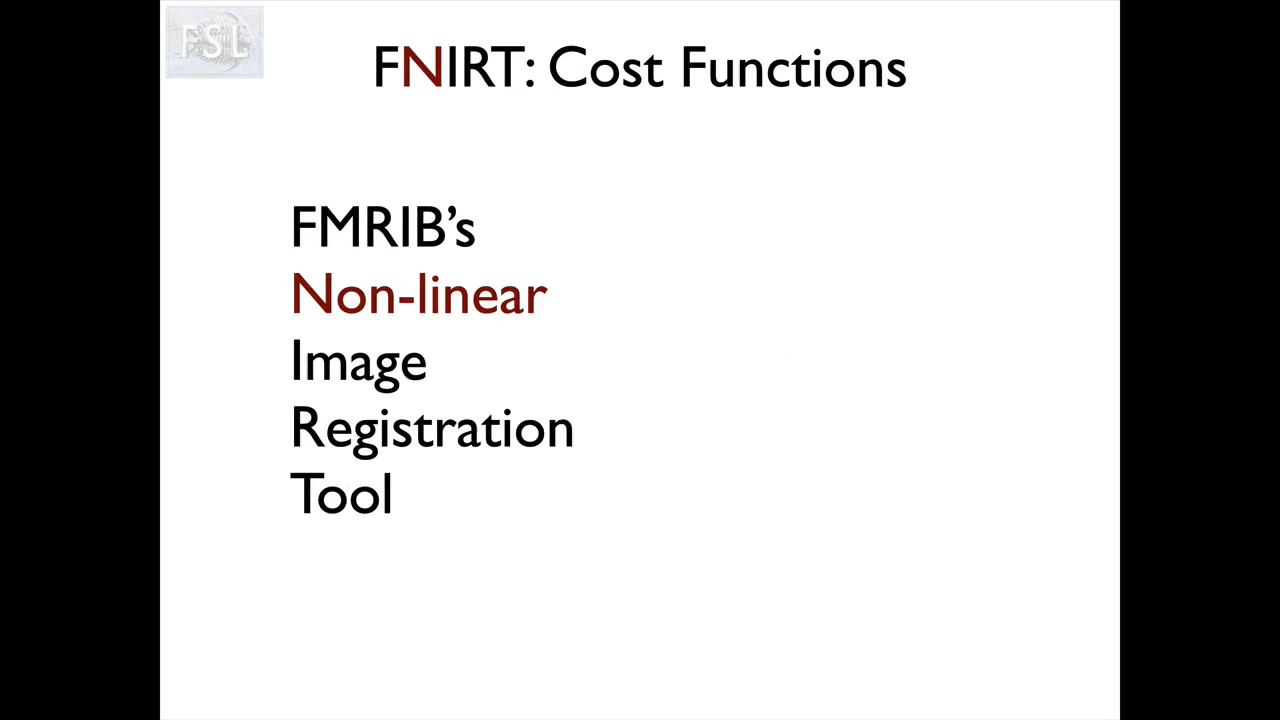 FSL
FNIRT: Cost Functions
FMRIB’s
Non-linear
Image
Registration
Tool